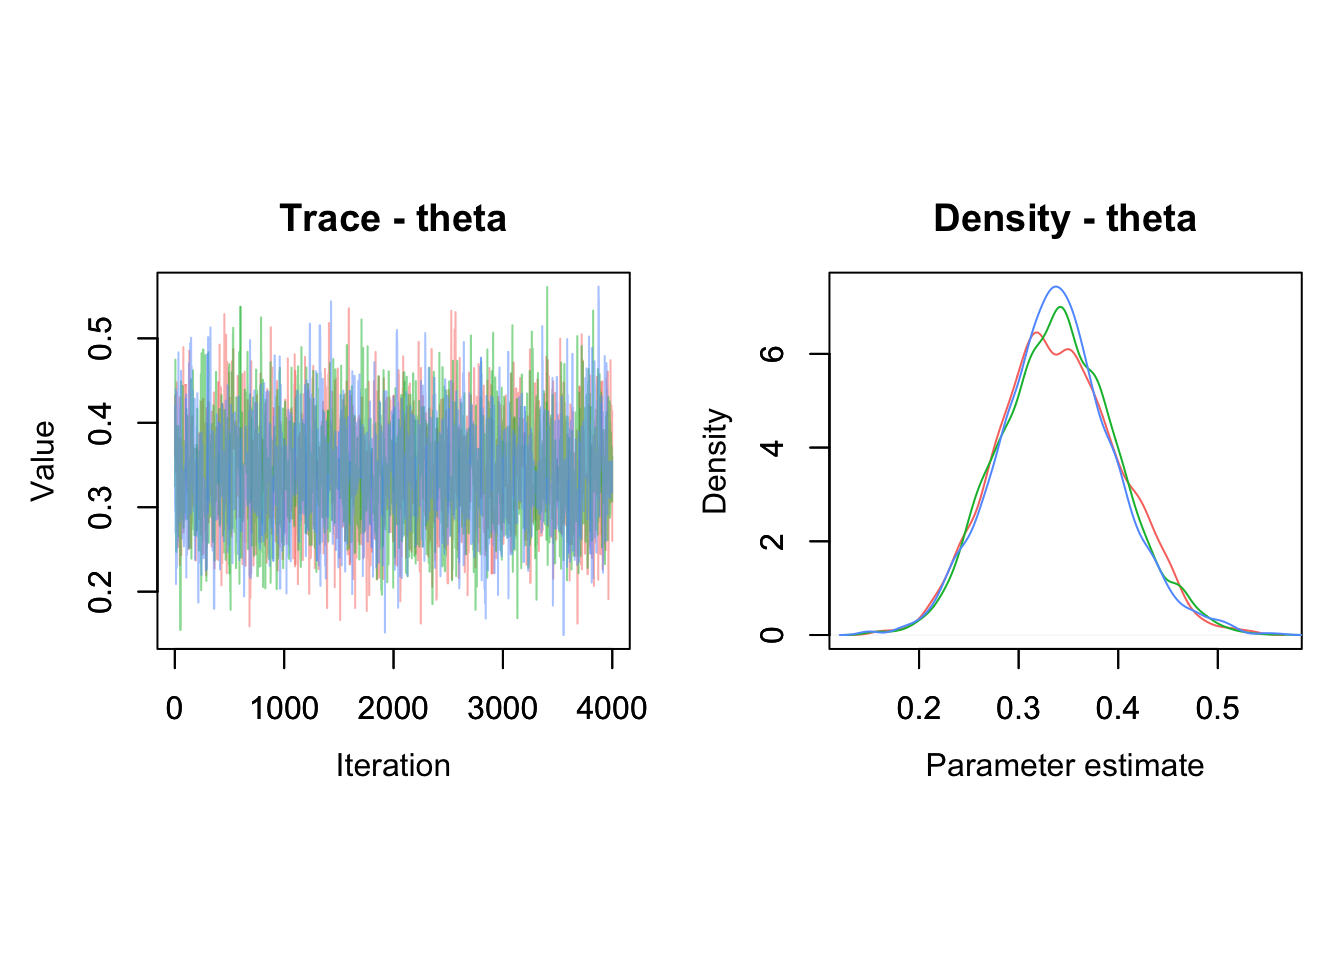 Trace - theta
Value
0.2
0.3
0.4
0.5
0 1000 2000 3000 4000
Iteration
Density - theta
Density
0
2
4
6
0.2 0.3 0.4 0.5
Parameter estimate